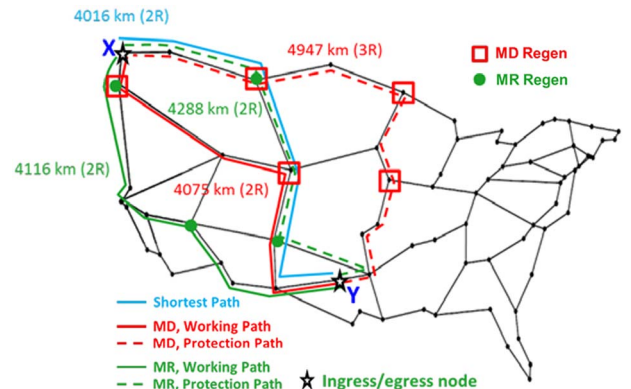 4016 km (2R)
X
4947 km (3R)
MD Regen
MR Regen
4288 km (2R)
4116 km (2R)
4075 km (2R)
Y
Shortest Path
MD, Working Path
MD, Protection Path
MR, Working Path
MR, Protection Path
Ingress/egress node